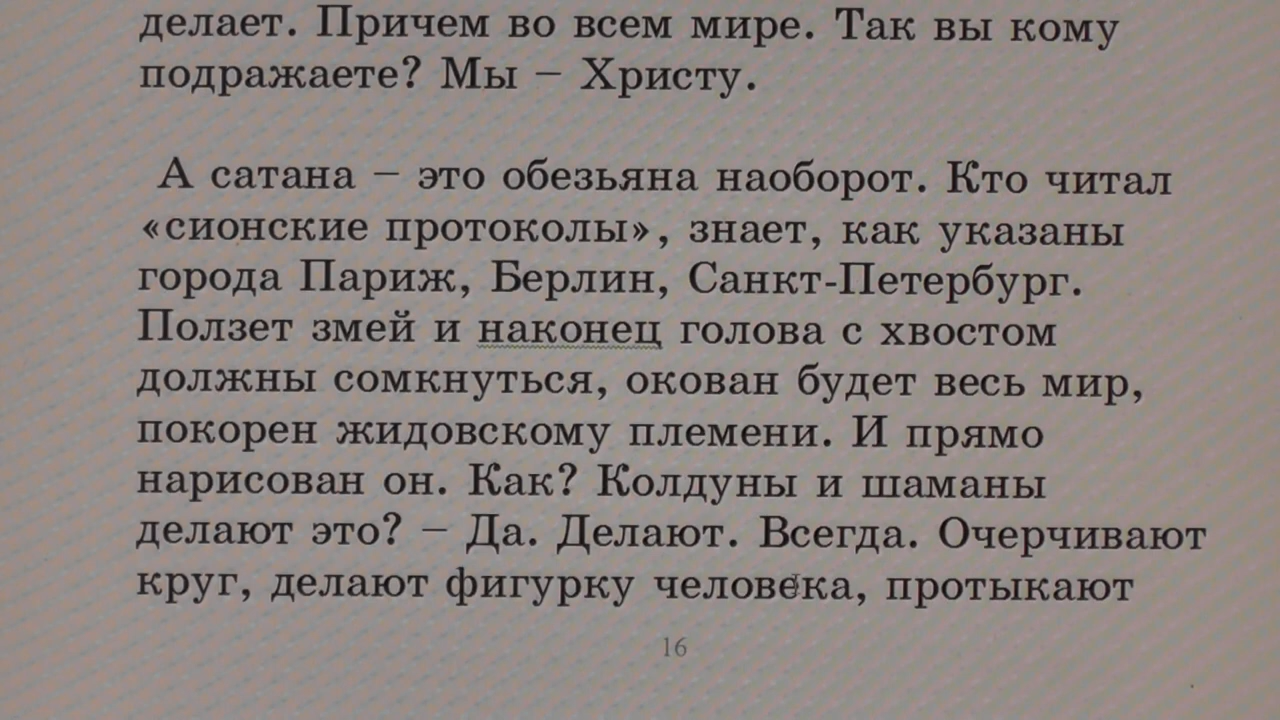 делает. Причем во всем мире. Так вы кому
подражаете? Мы – Христу.
А сатана – это обезьяна наоборот. Кто читал
«сионские протоколы», знает, как указаны
города Париж, Берлин, Санкт-Петербург.
Ползет змей и наконец голова с хвостом
должны сомкнуться, окован будет весь мир,
покорен жидовскому племени. И прямо
нарисован он. Как? Колдуны и шаманы
делают это? – Да. Делают. Всегда. Очерчивают
круг, делают фигурку человека, протыкают
16